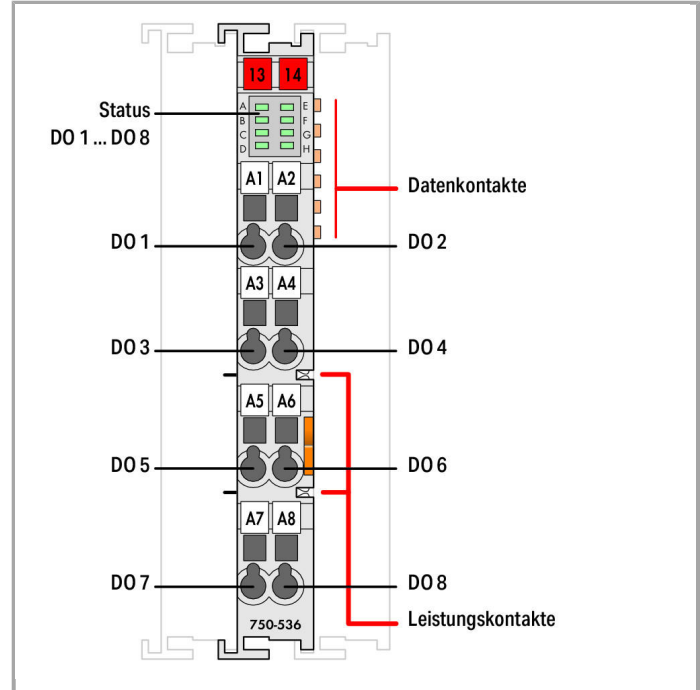 13 14
Status
DO 1 ... DO 8
A E
B F
C G
D H
A1 A2
Datenkontakte
DO 1 DO 2
A3 A4
DO 3 DO 4
A5 A6
DO 5 DO 6
A7 A8
DO 7 DO 8
Leistungskontakte
750-536